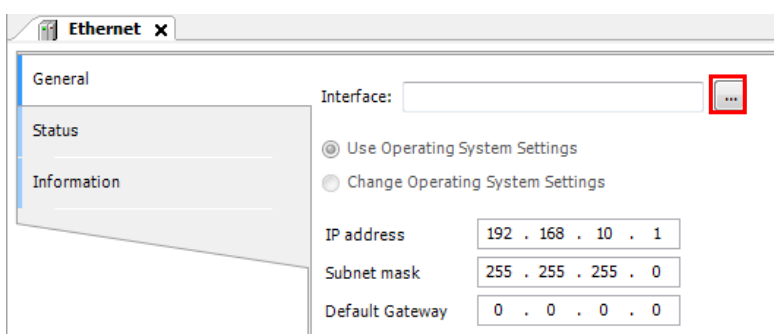 Ethernet x
General
Interface: ...
Status
Use Operating System Settings
Information
Change Operating System Settings
IP address 192 . 168 . 10 . 1
Subnet mask 255 . 255 . 255 . 0
Default Gateway 0 . 0 . 0 . 0